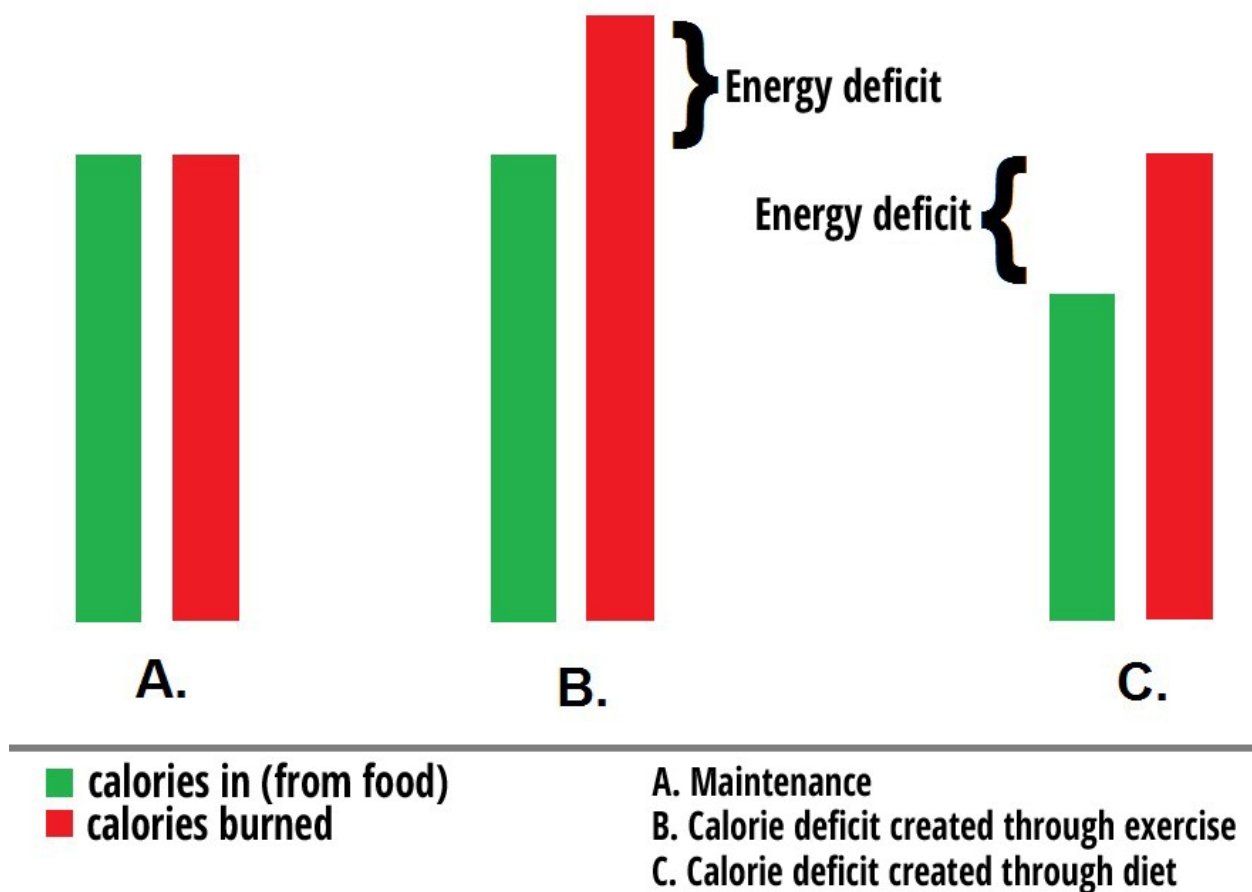 Energy deficit
Energy deficit
A.
B.
C.
calories in (from food)
calories burned
A. Maintenance
B. Calorie deficit created through exercise
C. Calorie deficit created through diet